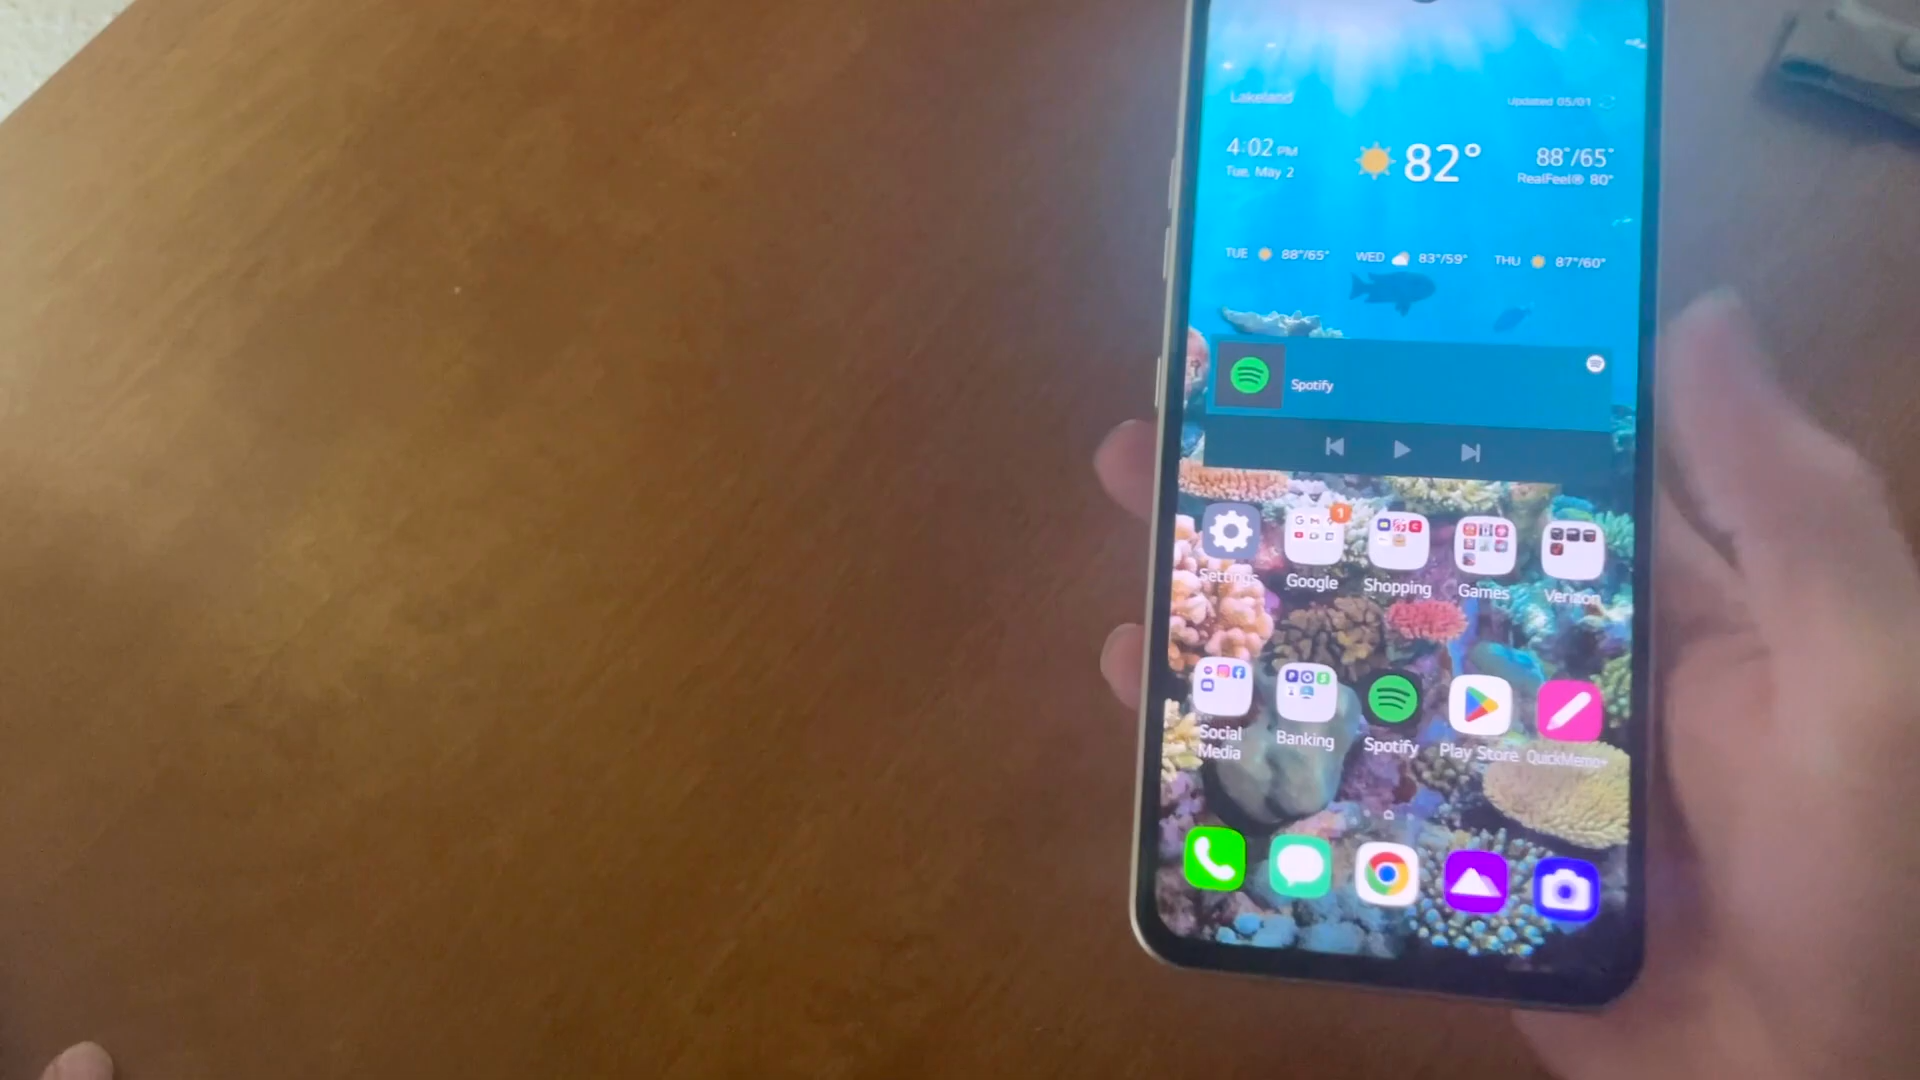 Lakeland
Updated 05/01
4:02 PM
Tue, May 2
82°
88°/65°
RealFeel® 80°
TUE 88°/65° WED 83°/59° THU 87°/60°
Spotify
1
Settings Google Shopping Games Verizon
Social Media Banking Spotify Play Store QuickMemo+